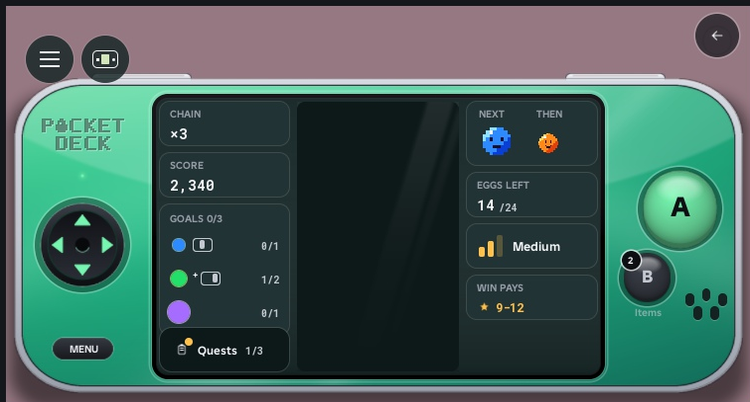 POCKET
DECK
CHAIN
×3
SCORE
2,340
GOALS 0/3
0/1
+ 1/2
0/1
Quests 1/3
NEXT THEN
EGGS LEFT
14 /24
Medium
WIN PAYS
9-12
A
2
B
Items
MENU